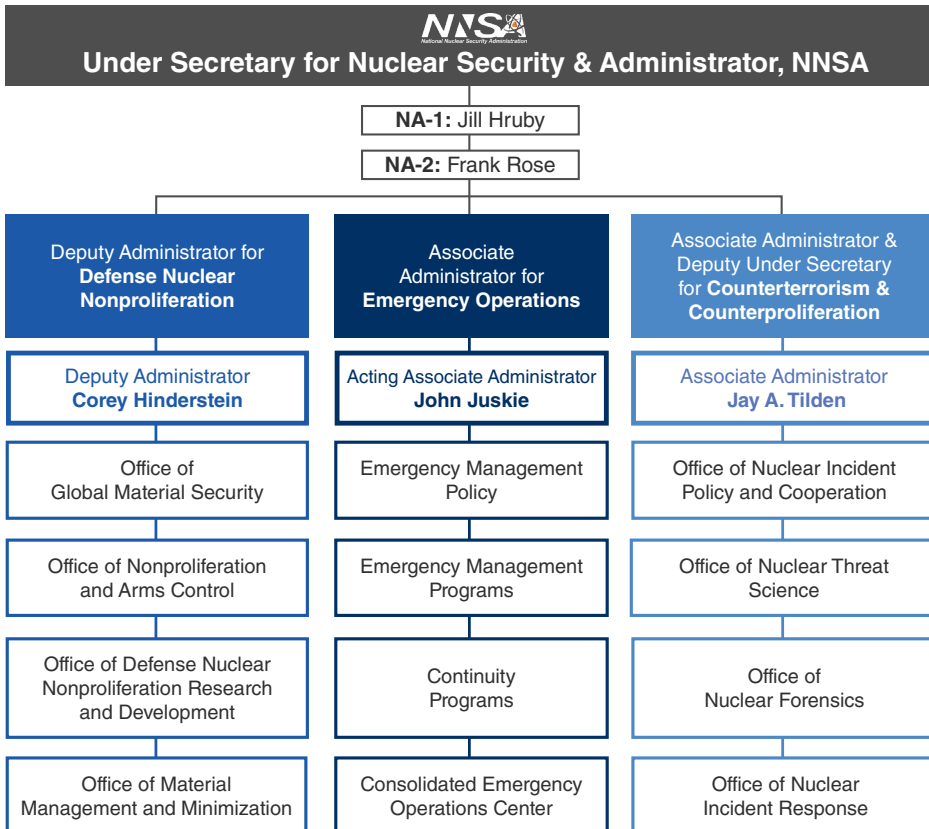 NNSA
National Nuclear Security Administration
Under Secretary for Nuclear Security & Administrator, NNSA
NA-1: Jill Hruby
NA-2: Frank Rose
Deputy Administrator for
Defense Nuclear
Nonproliferation
Deputy Administrator
Corey Hinderstein
Office of
Global Material Security
Office of Nonproliferation
and Arms Control
Office of Defense Nuclear
Nonproliferation Research
and Development
Office of Material
Management and Minimization
Associate
Administrator for
Emergency Operations
Acting Associate Administrator
John Juskie
Emergency Management
Policy
Emergency Management
Programs
Continuity
Programs
Consolidated Emergency
Operations Center
Associate Administrator &
Deputy Under Secretary
for Counterterrorism &
Counterproliferation
Associate Administrator
Jay A. Tilden
Office of Nuclear Incident
Policy and Cooperation
Office of Nuclear Threat
Science
Office of
Nuclear Forensics
Office of Nuclear
Incident Response